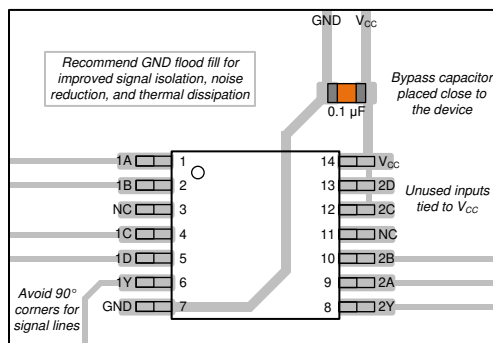 GND VCC
Recommend GND flood fill for
improved signal isolation, noise
reduction, and thermal dissipation
Bypass capacitor
placed close to
the device
0.1 µF
1A 1 14 VCC
1B 2 13 2D
Unused inputs
tied to VCC
NC 3 12 2C
1C 4 11 NC
1D 5 10 2B
1Y 6 9 2A
GND 7 8 2Y
Avoid 90°
corners for
signal lines